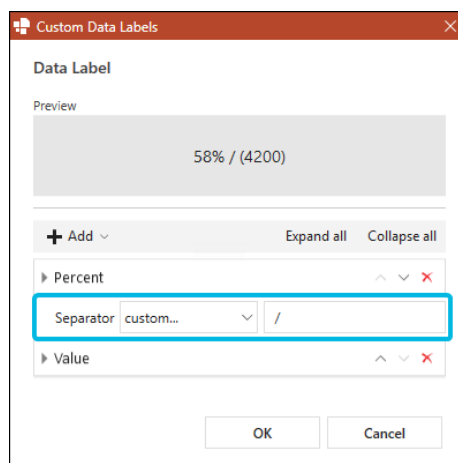 Custom Data Labels
Data Label
Preview
58% / (4200)
Add Expand all Collapse all
Percent
Separator custom... /
Value
OK Cancel